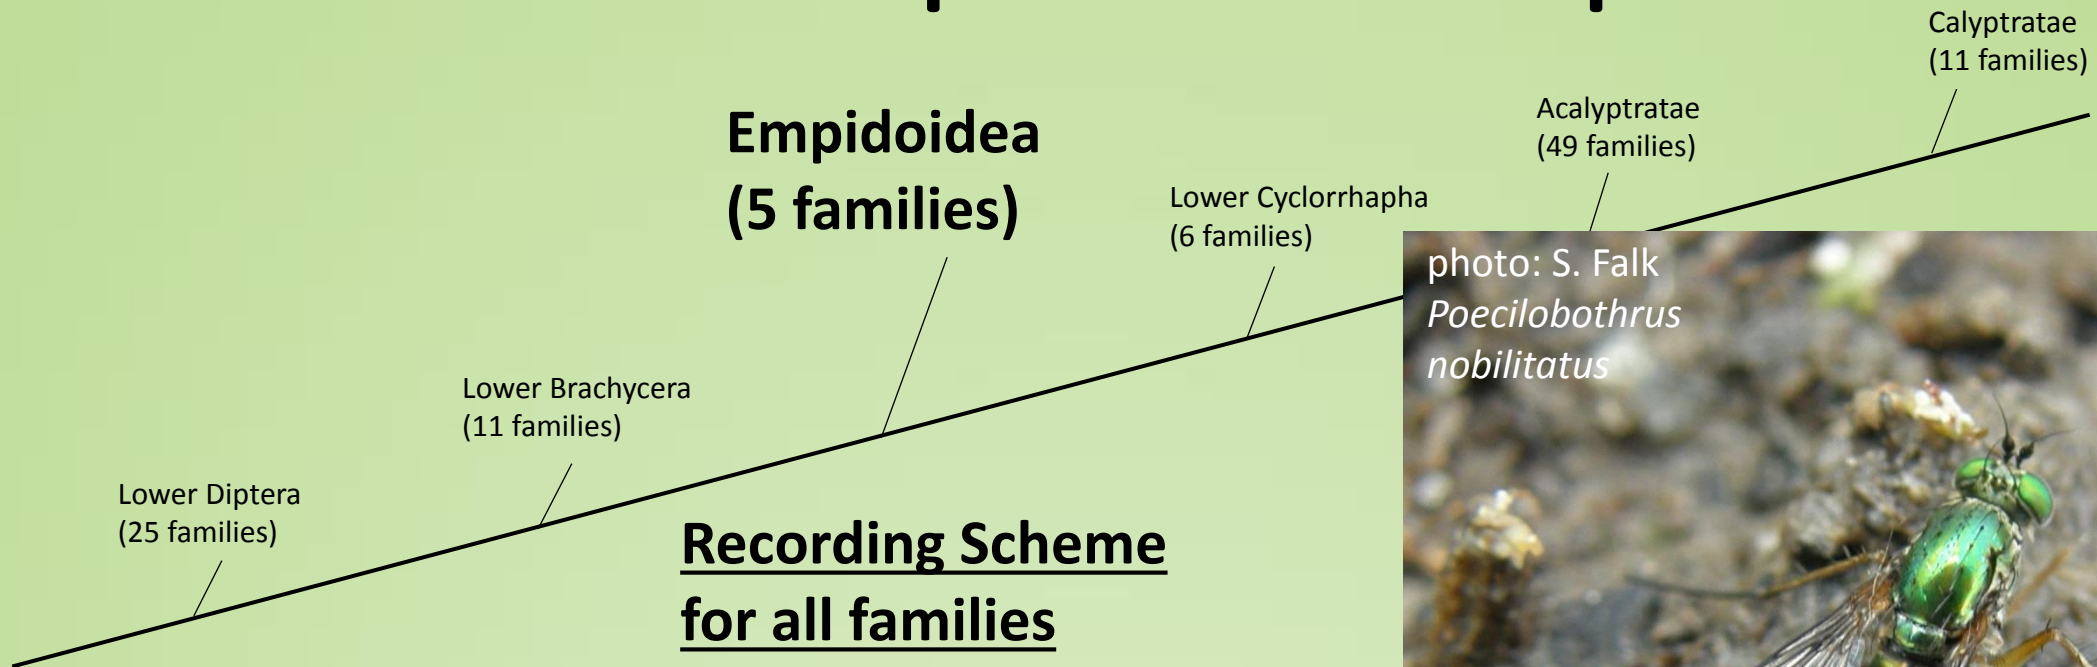 Calyptratae
(11 families)
Acalyptratae
(49 families)
Empidoidea
(5 families)
Lower Cyclorrhapha
(6 families)
photo: S. Falk
Poecilobothrus
nobilitatus
Lower Brachycera
(11 families)
Lower Diptera
(25 families)
Recording Scheme
for all families